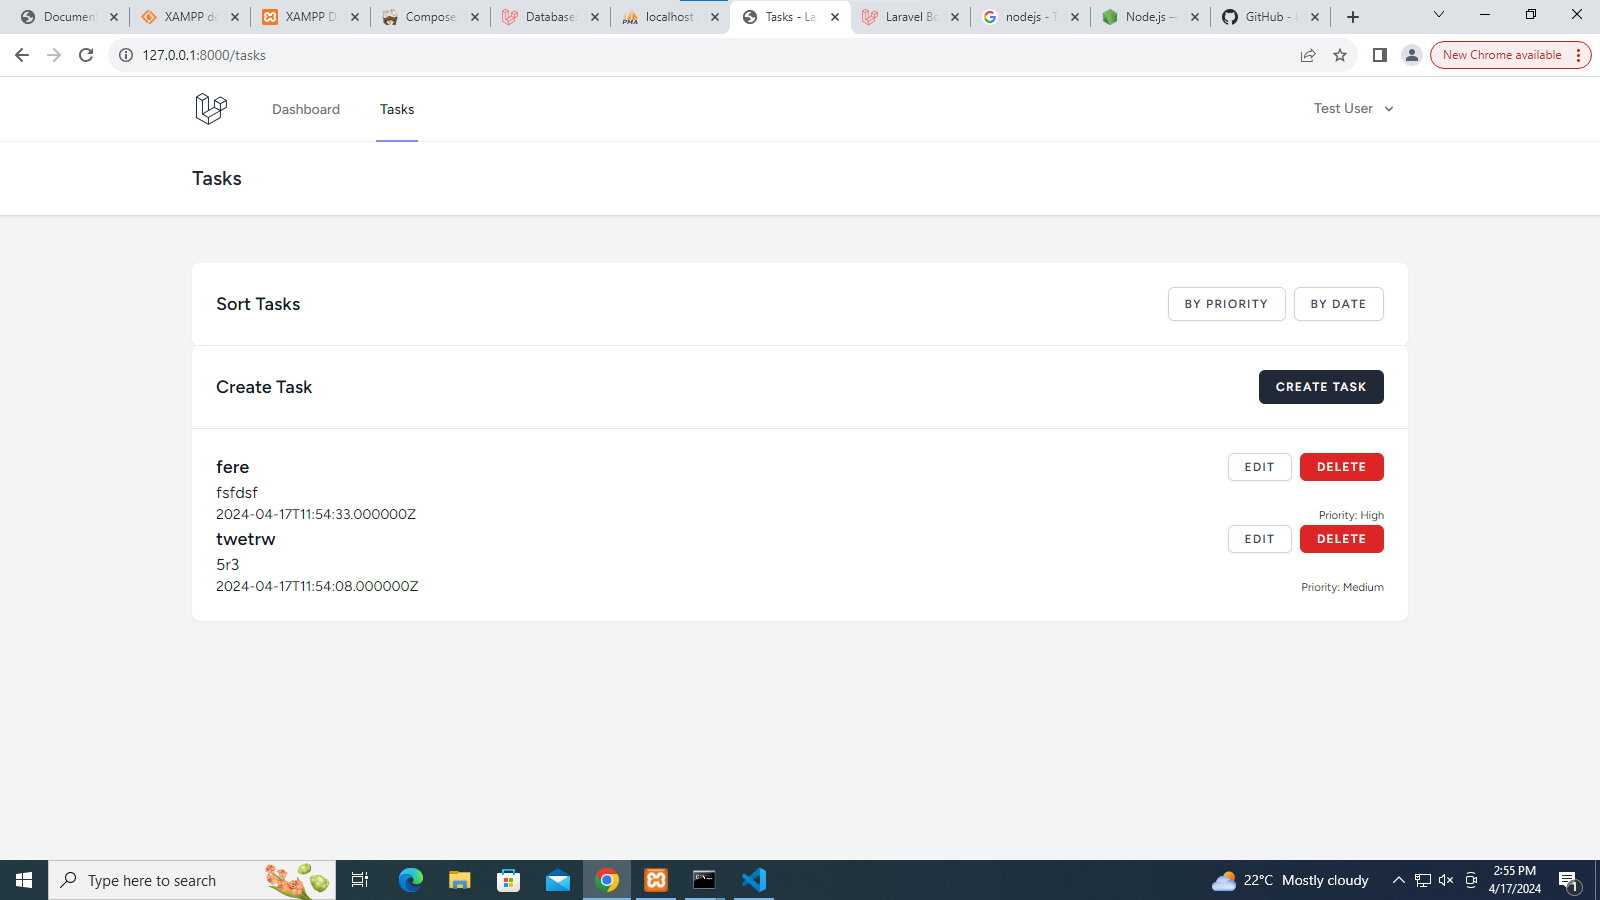 Documen
XAMPP do
XAMPP D
Compose
Database:
localhost
Tasks - La
Laravel Bo
nodejs - T
Node.js —
GitHub -
127.0.0.1:8000/tasks
New Chrome available
Dashboard
Tasks
Test User
Tasks
Sort Tasks
BY PRIORITY
BY DATE
Create Task
CREATE TASK
fere
EDIT
DELETE
fsfdsf
2024-04-17T11:54:33.000000Z
Priority: High
twetrw
EDIT
DELETE
5r3
2024-04-17T11:54:08.000000Z
Priority: Medium
Type here to search
22°C Mostly cloudy
2:55 PM
4/17/2024
1